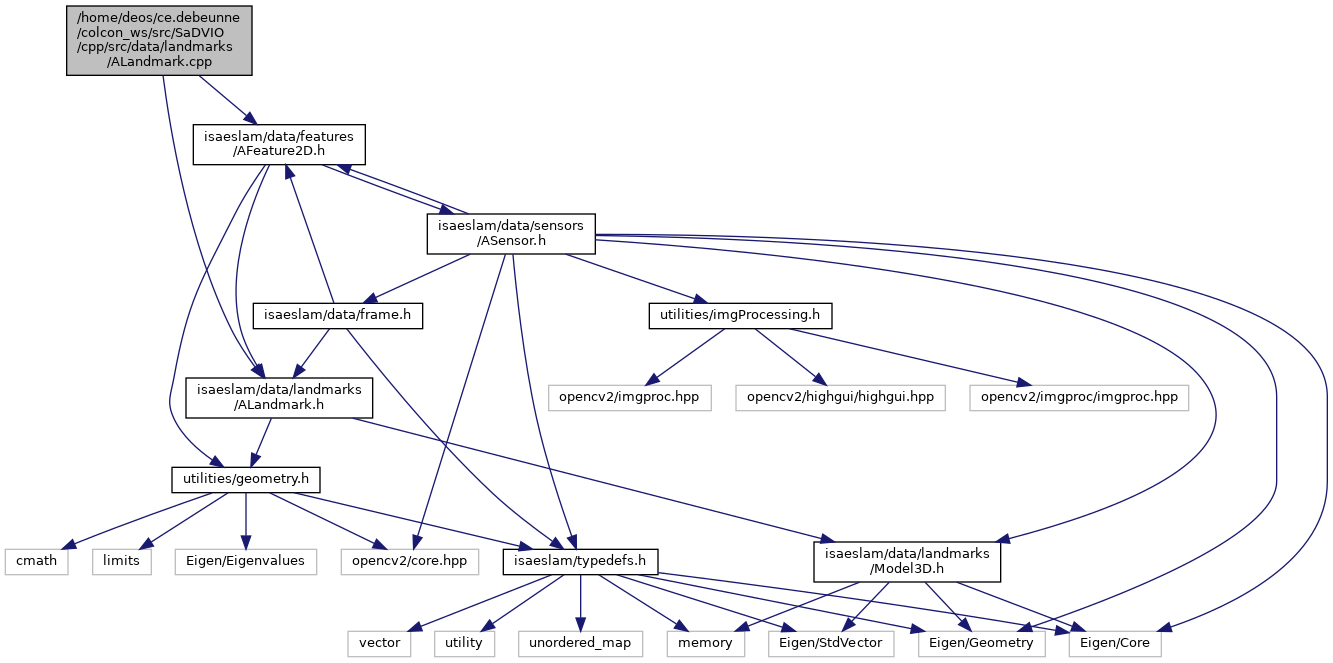 /home/deos/ce.debeunne
/colcon_ws/src/SaDVIO
/cpp/src/data/landmarks
/ALandmark.cpp
isaeslam/data/features
/AFeature2D.h
isaeslam/data/sensors
/ASensor.h
isaeslam/data/frame.h
utilities/imgProcessing.h
isaeslam/data/landmarks
/ALandmark.h
opencv2/imgproc.hpp
opencv2/highgui/highgui.hpp
opencv2/imgproc/imgproc.hpp
utilities/geometry.h
cmath
limits
Eigen/Eigenvalues
opencv2/core.hpp
isaeslam/typedefs.h
isaeslam/data/landmarks
/Model3D.h
vector
utility
unordered_map
memory
Eigen/StdVector
Eigen/Geometry
Eigen/Core